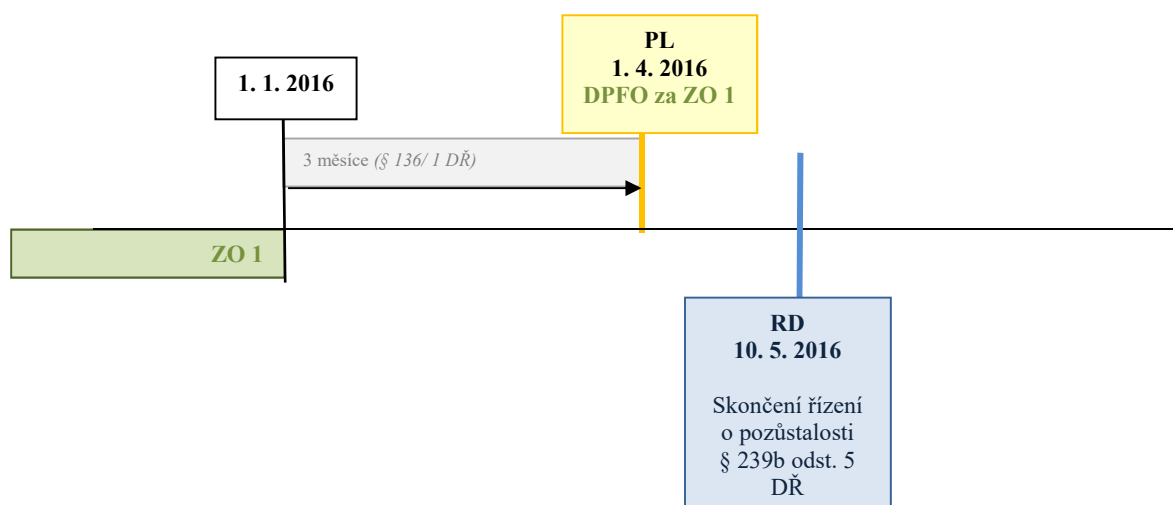 PL
1. 4. 2016
DPFO za ZO 1
1. 1. 2016
3 měsíce (§ 136/ 1 DŘ)
ZO 1
RD
10. 5. 2016
Skončení řízení
o pozůstalosti
§ 239b odst. 5
DŘ